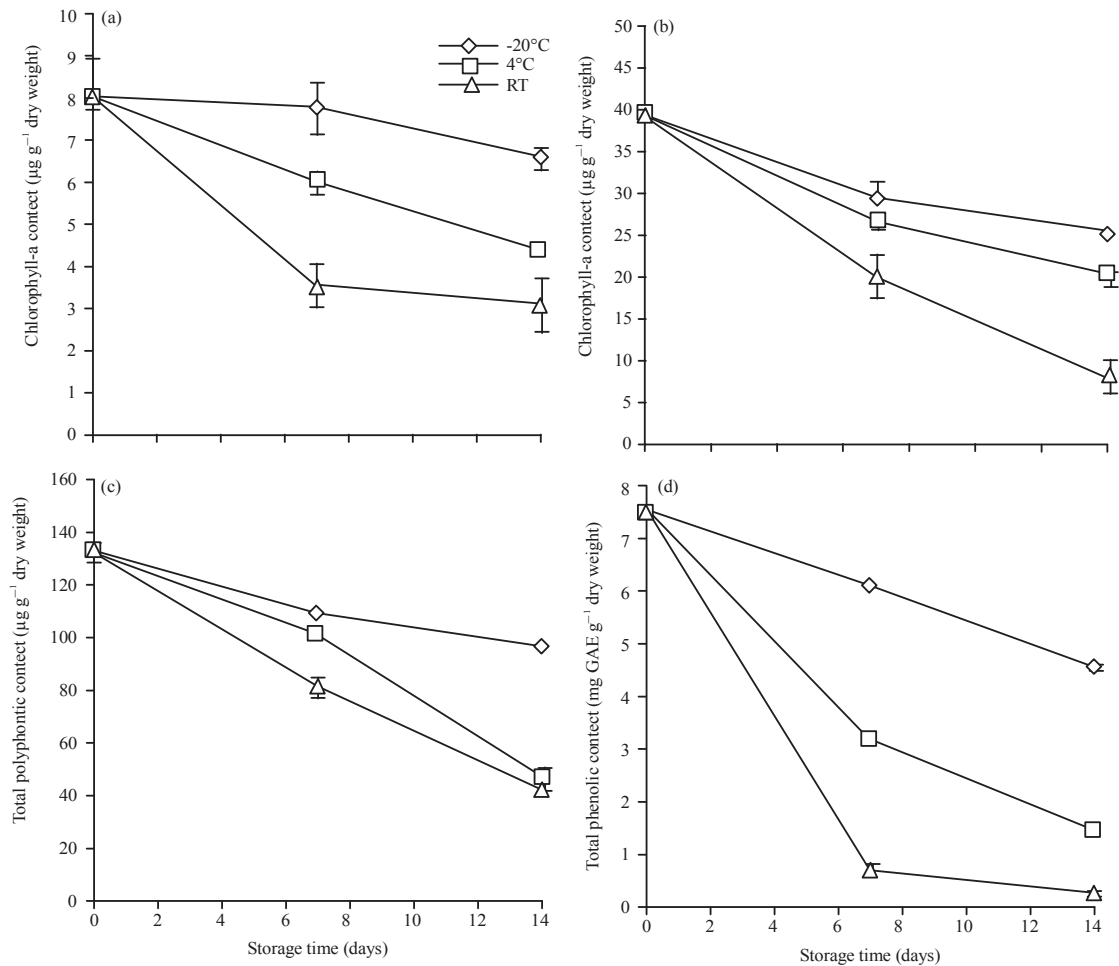 (a)
Chlorophyll-a contect (µg g⁻¹ dry weight)
10
9
8
7
6
5
4
3
2
1
0
-20°C
4°C
RT
(b)
Chlorophyll-a contect (µg g⁻¹ dry weight)
50
45
40
35
30
25
20
15
10
5
0
(c)
Total polyphontic contect (µg g⁻¹ dry weight)
160
140
120
100
80
60
40
20
0
0 2 4 6 8 10 12 14
Storage time (days)
(d)
Total phenolic contect (mg GAE g⁻¹ dry weight)
8
7
6
5
4
3
2
1
0
0 2 4 6 8 10 12 14
Storage time (days)